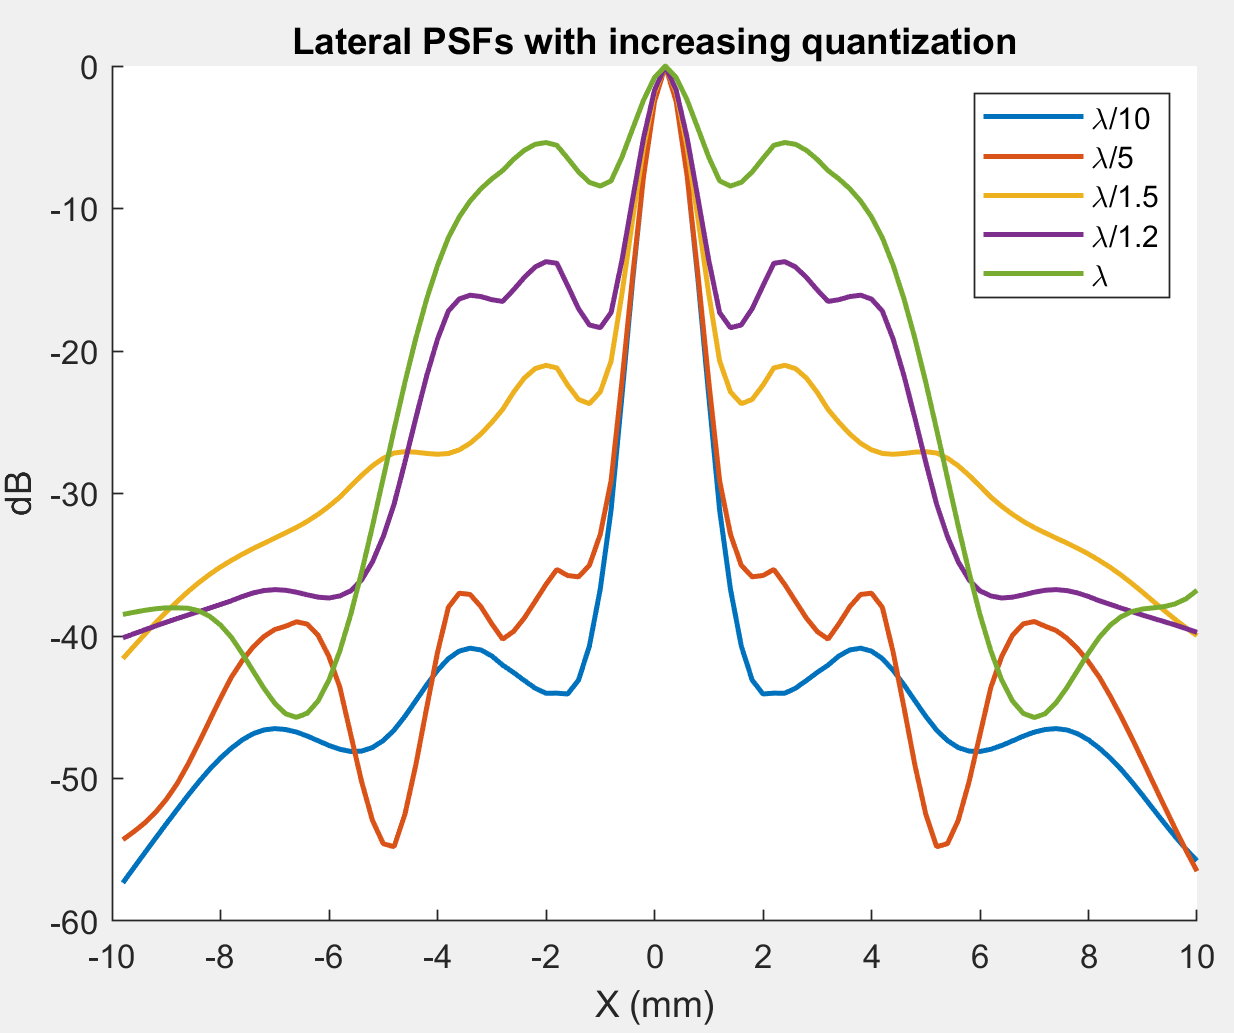 Lateral PSFs with increasing quantization
0
-10
-20
-30
-40
-50
-60
dB
λ/10
λ/5
λ/1.5
λ/1.2
λ
-10 -8 -6 -4 -2 0 2 4 6 8 10
X (mm)